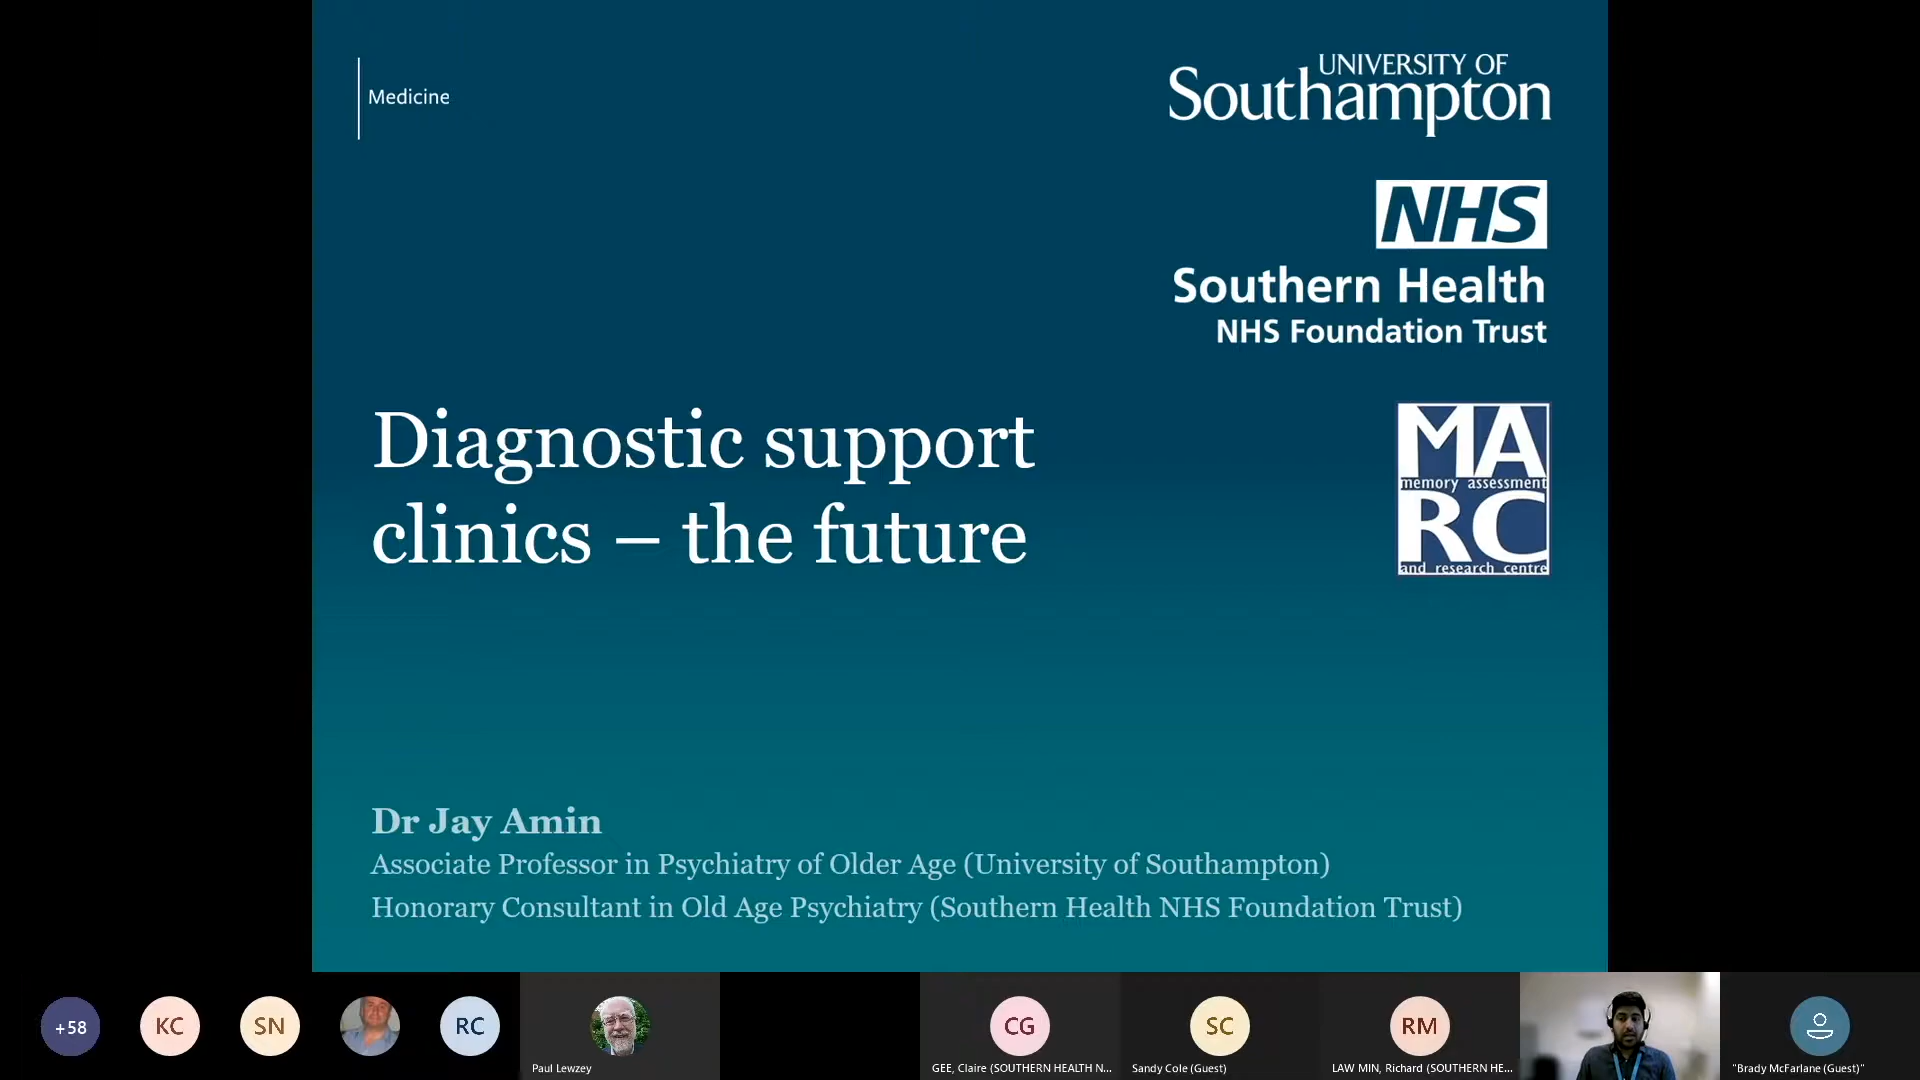 Medicine
UNIVERSITY OF
Southampton
NHS
Southern Health
NHS Foundation Trust
Diagnostic support
clinics – the future
MA
memory assessment
RC
and research centre
Dr Jay Amin
Associate Professor in Psychiatry of Older Age (University of Southampton)
Honorary Consultant in Old Age Psychiatry (Southern Health NHS Foundation Trust)
+58
KC
SN
RC
Paul Lewzey
CG
GEE, Claire (SOUTHERN HEALTH N...
SC
Sandy Cole (Guest)
RM
LAW MIN, Richard (SOUTHERN HE...
"Brady McFarlane (Guest)"